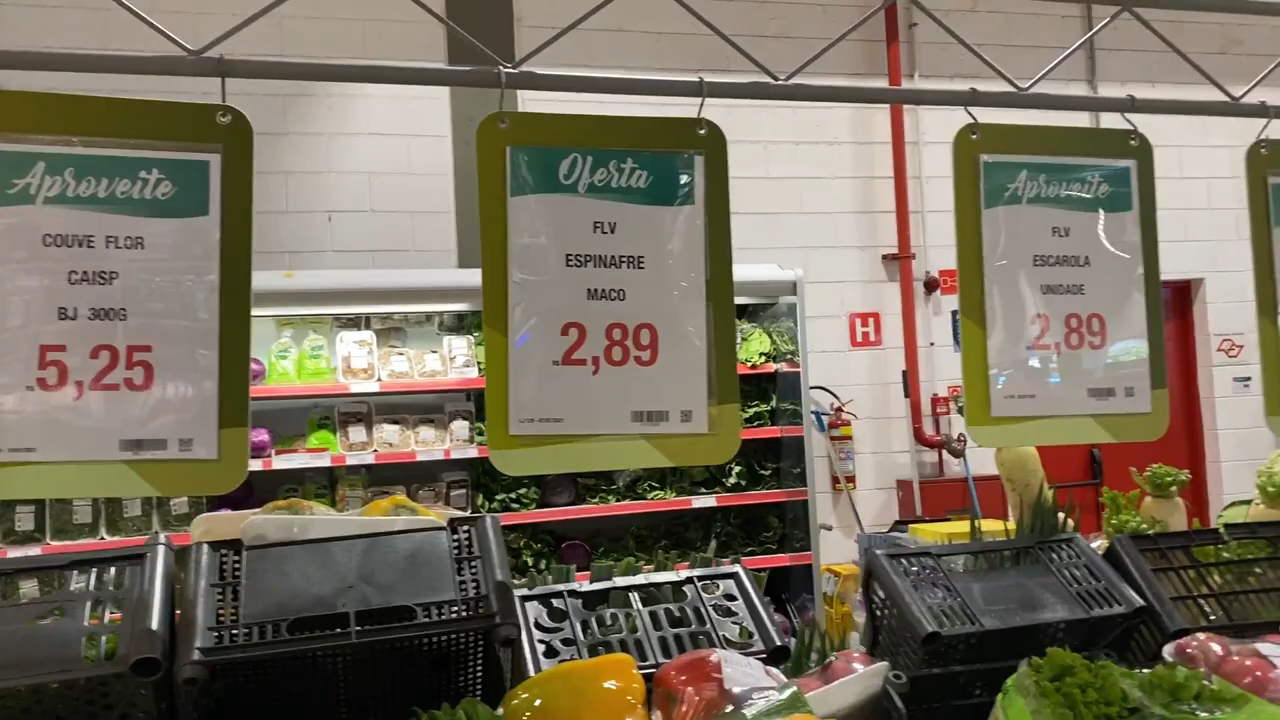 Aproveite
COUVE FLOR
CAISP
BJ 300G
R$ 5,25
Oferta
FLV
ESPINAFRE
MACO
R$ 2,89
Aproveite
FLV
ESCAROLA
UNIDADE
R$ 2,89
H